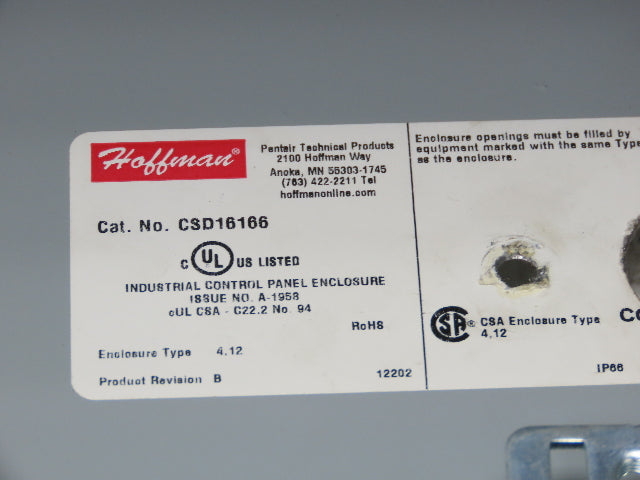 Hoffman®
Pentair Technical Products
2100 Hoffman Way
Anoka, MN 55303-1745
(763) 422-2211 Tel
hoffmanonline.com
Cat. No. CSD16166
c UL US LISTED
INDUSTRIAL CONTROL PANEL ENCLOSURE
ISSUE NO. A-1958
cUL CSA - C22.2 No. 94
RoHS
Enclosure Type 4,12
Product Revision B
12202
Enclosure openings must be filled by
equipment marked with the same Type
as the enclosure.
CSA® CSA Enclosure Type
4,12
IP66